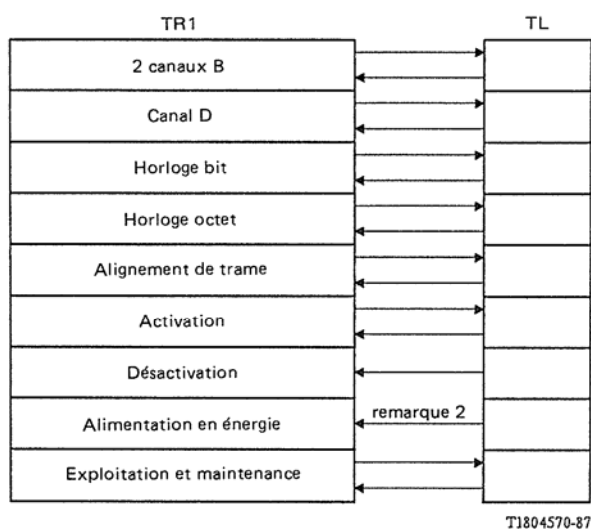 TR1
TL
2 canaux B
Canal D
Horloge bit
Horloge octet
Alignement de trame
Activation
Désactivation
Alimentation en énergie
remarque 2
Exploitation et maintenance
T1804570-87